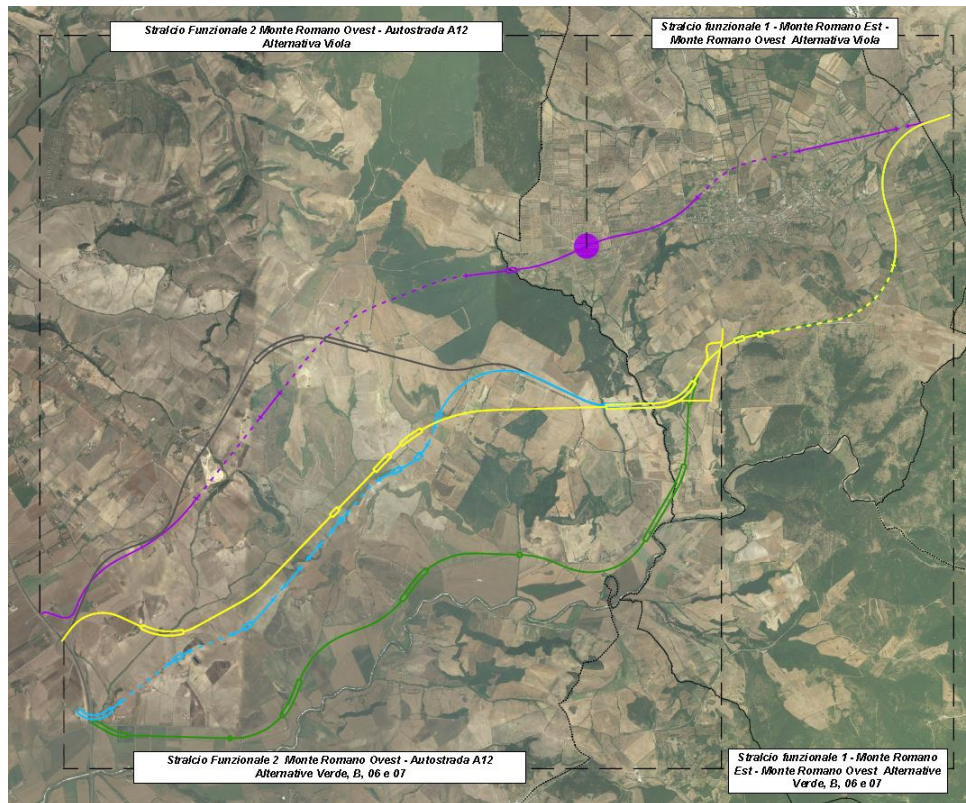 Stralcio Funzionale 2 Monte Romano Ovest - Autostrada A12
Alternativa Viola
Stralcio funzionale 1 - Monte Romano Est -
Monte Romano Ovest Alternativa Viola
Stralcio Funzionale 2 Monte Romano Ovest - Autostrada A12
Alternative Verde, B, 06 e 07
Stralcio funzionale 1 - Monte Romano
Est - Monte Romano Ovest Alternative
Verde, B, 06 e 07